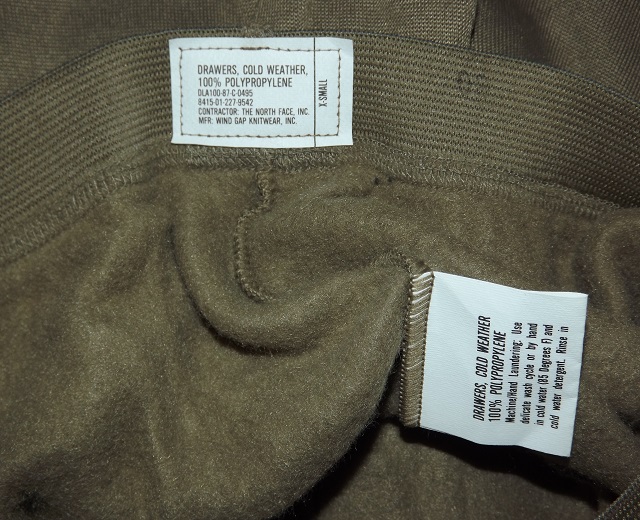 DRAWERS, COLD WEATHER,
100% POLYPROPYLENE
DLA100-87-C-0495
8415-01-227-9542
CONTRACTOR: THE NORTH FACE, INC.
MFR: WIND GAP KNITWEAR, INC.
X-SMALL
DRAWERS, COLD WEATHER
100% POLYPROPYLENE
Machine/Hand Laundering: Use
delicate wash cycle or by hand
in cold water (85 Degrees F) and
cold water detergent. Rinse in